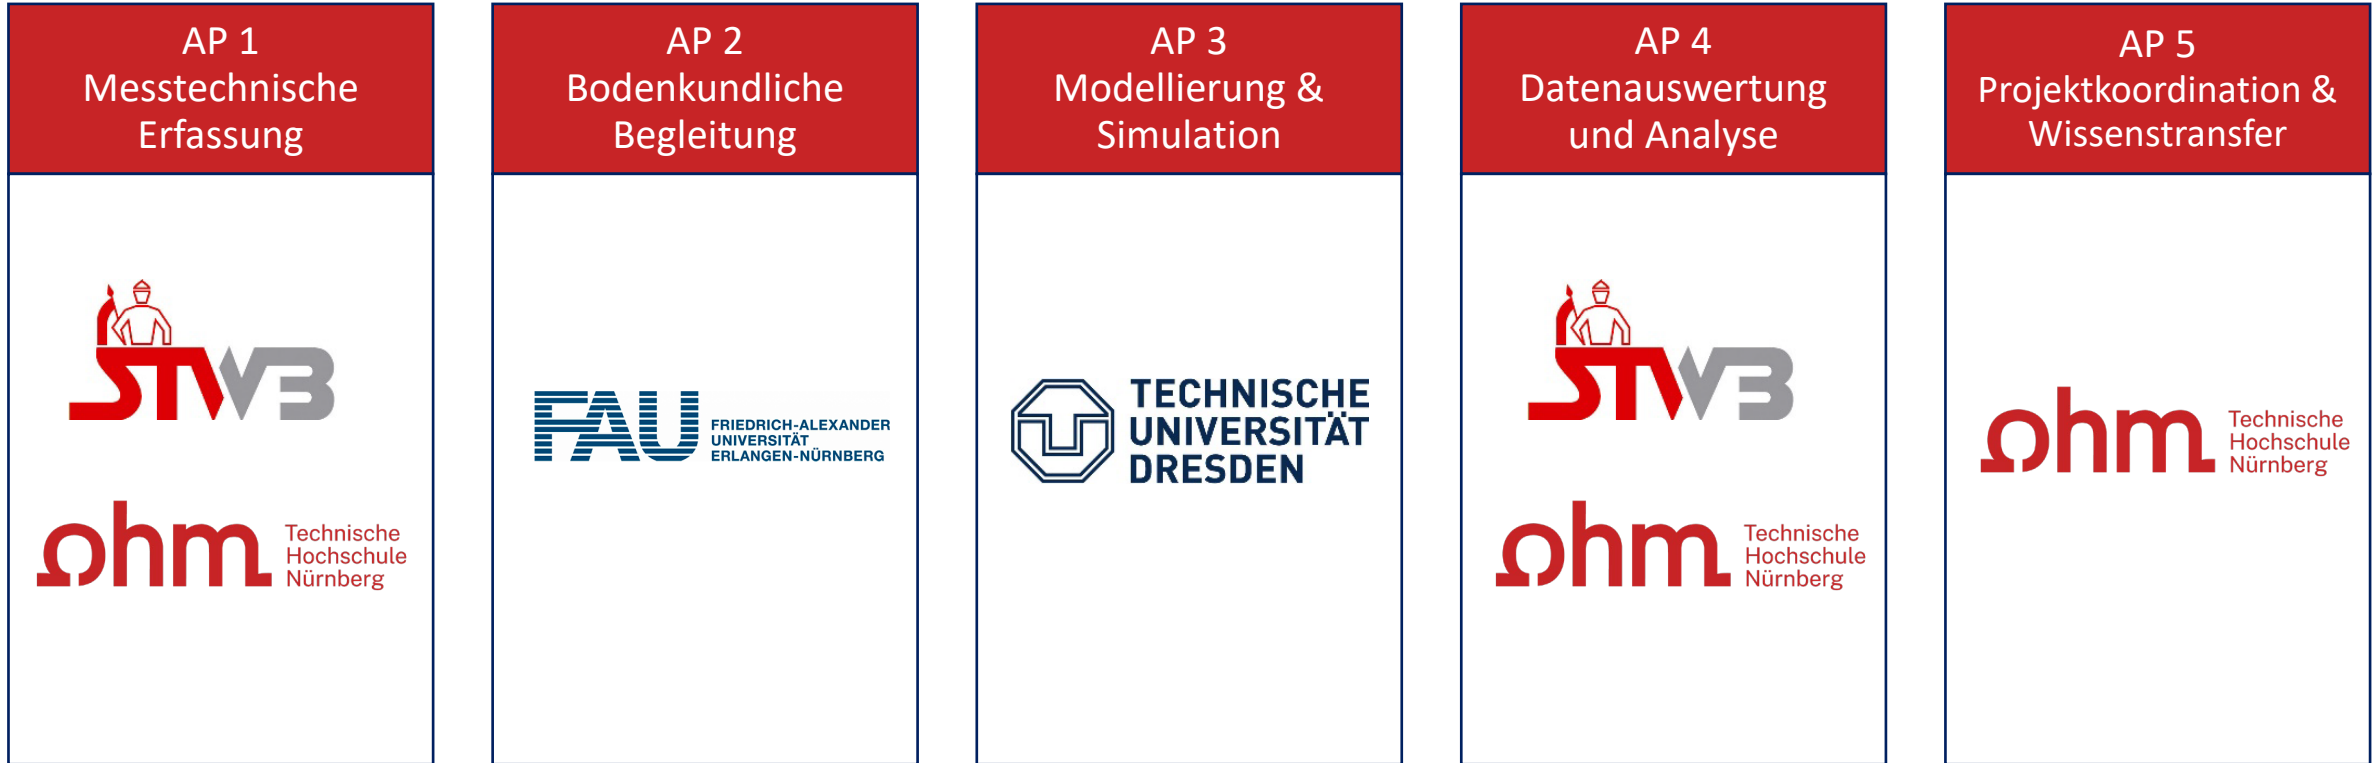 AP 1
Messtechnische
Erfassung
STWB
ohm
Technische
Hochschule
Nürnberg
AP 2
Bodenkundliche
Begleitung
FAU
FRIEDRICH-ALEXANDER
UNIVERSITÄT
ERLANGEN-NÜRNBERG
AP 3
Modellierung &
Simulation
TU
TECHNISCHE
UNIVERSITÄT
DRESDEN
AP 4
Datenauswertung
und Analyse
STWB
ohm
Technische
Hochschule
Nürnberg
AP 5
Projektkoordination &
Wissenstransfer
ohm
Technische
Hochschule
Nürnberg